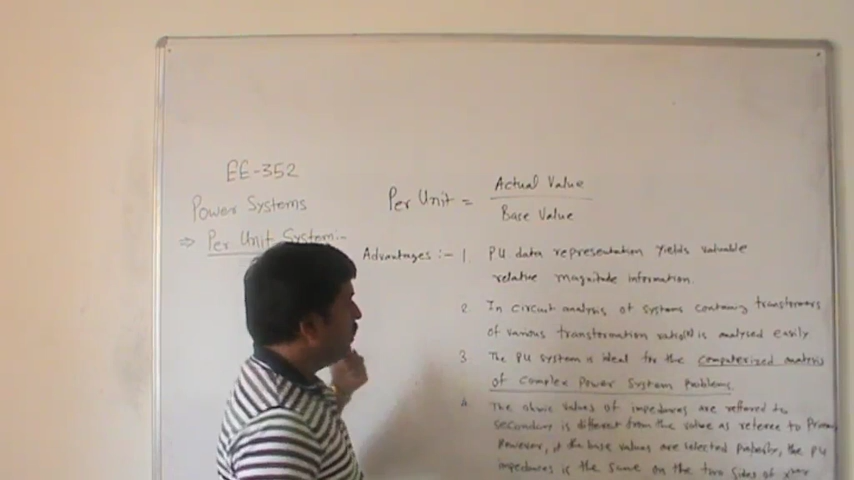 EE-352
Power Systems
⇒ Per Unit System:-
Per Unit = Actual Value
Base Value
Advantages :- 1. PU data representation yields valuable
relative magnitude information.
2. In circuit analysis of systems containing transformers
of various transformation ratio(s) is analysed easily
3. The PU system is ideal for the computerized analysis
of Complex Power System Problems
4. The ohmic values of impedances are reffered to
secondary is different from the value as referee to Primary
However, if the base values are selected properly, the PU
impedances is the same on the two sides of xmer